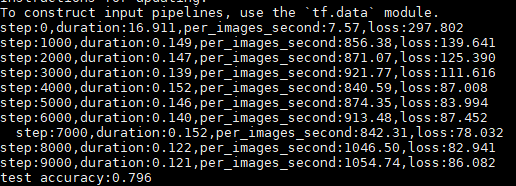 Instructions for updating:
To construct input pipelines, use the `tf.data` module.
step:0,duration:16.911,per_images_second:7.57,loss:297.802
step:1000,duration:0.149,per_images_second:856.38,loss:139.641
step:2000,duration:0.147,per_images_second:871.07,loss:125.390
step:3000,duration:0.139,per_images_second:921.77,loss:111.616
step:4000,duration:0.152,per_images_second:840.59,loss:87.008
step:5000,duration:0.146,per_images_second:874.35,loss:83.994
step:6000,duration:0.140,per_images_second:913.48,loss:87.452
step:7000,duration:0.152,per_images_second:842.31,loss:78.032
step:8000,duration:0.122,per_images_second:1046.50,loss:82.941
step:9000,duration:0.121,per_images_second:1054.74,loss:86.082
test accuracy:0.796